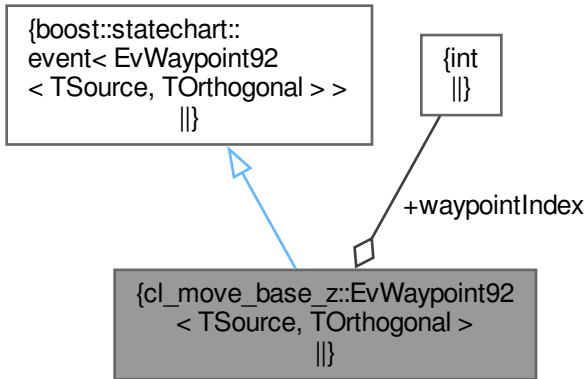 {boost::statechart::
event< EvWaypoint92
< TSource, TOrthogonal > >
||}
{int
||}
+waypointIndex
{cl_move_base_z::EvWaypoint92
< TSource, TOrthogonal >
||}